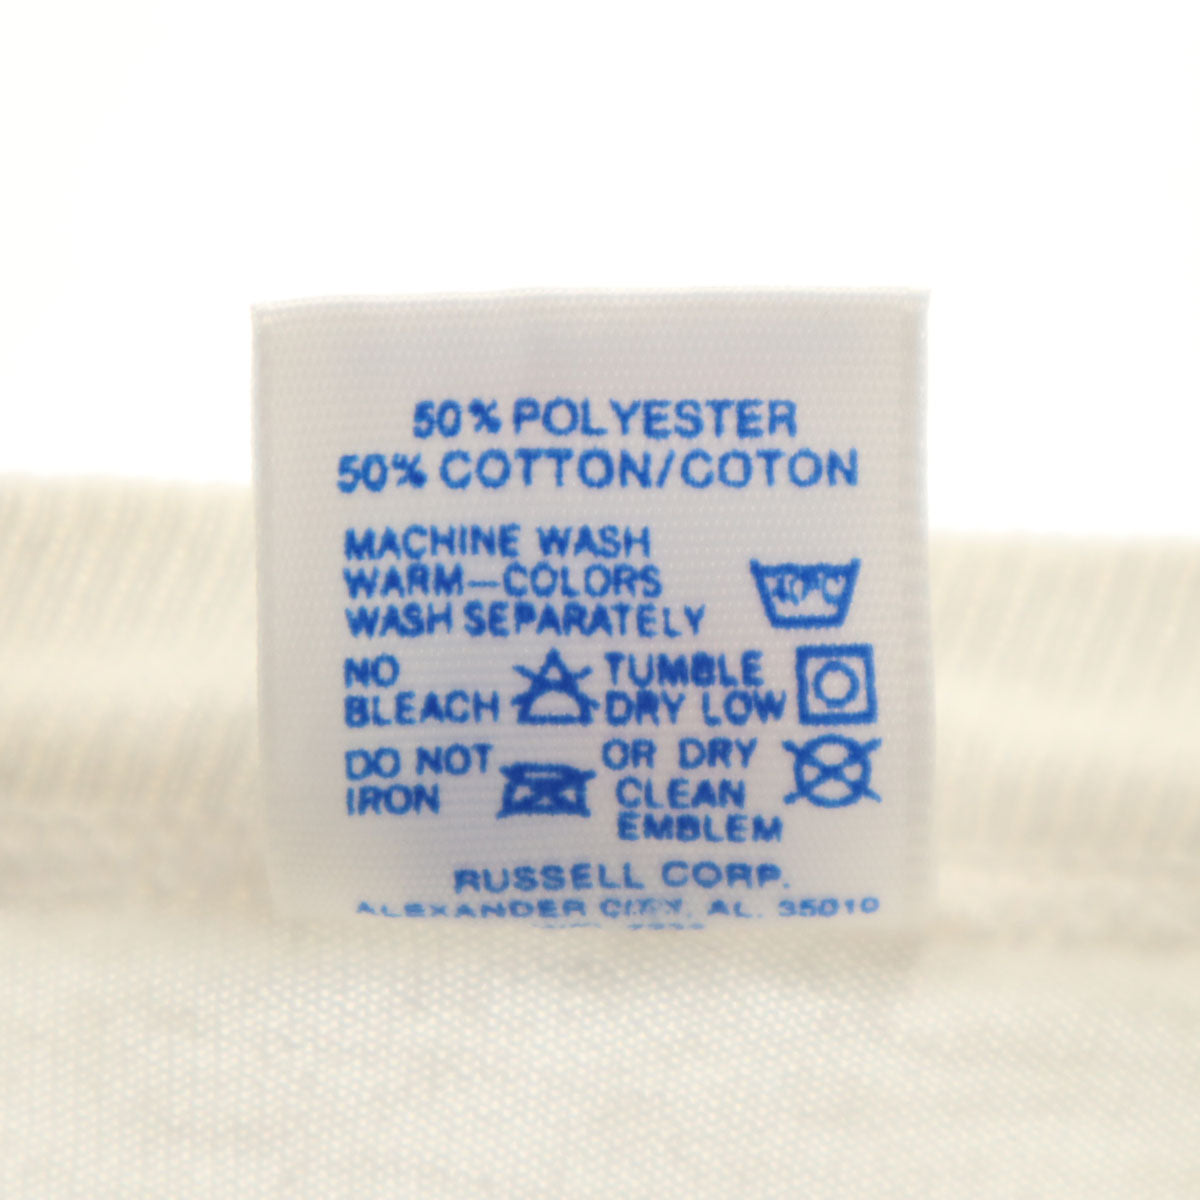 50% POLYESTER
50% COTTON/COTON
MACHINE WASH
WARM—COLORS
WASH SEPARATELY
40°C
NO
BLEACH
TUMBLE
DRY LOW
DO NOT
IRON
OR DRY
CLEAN
EMBLEM
RUSSELL CORP.
ALEXANDER CITY, AL. 35010